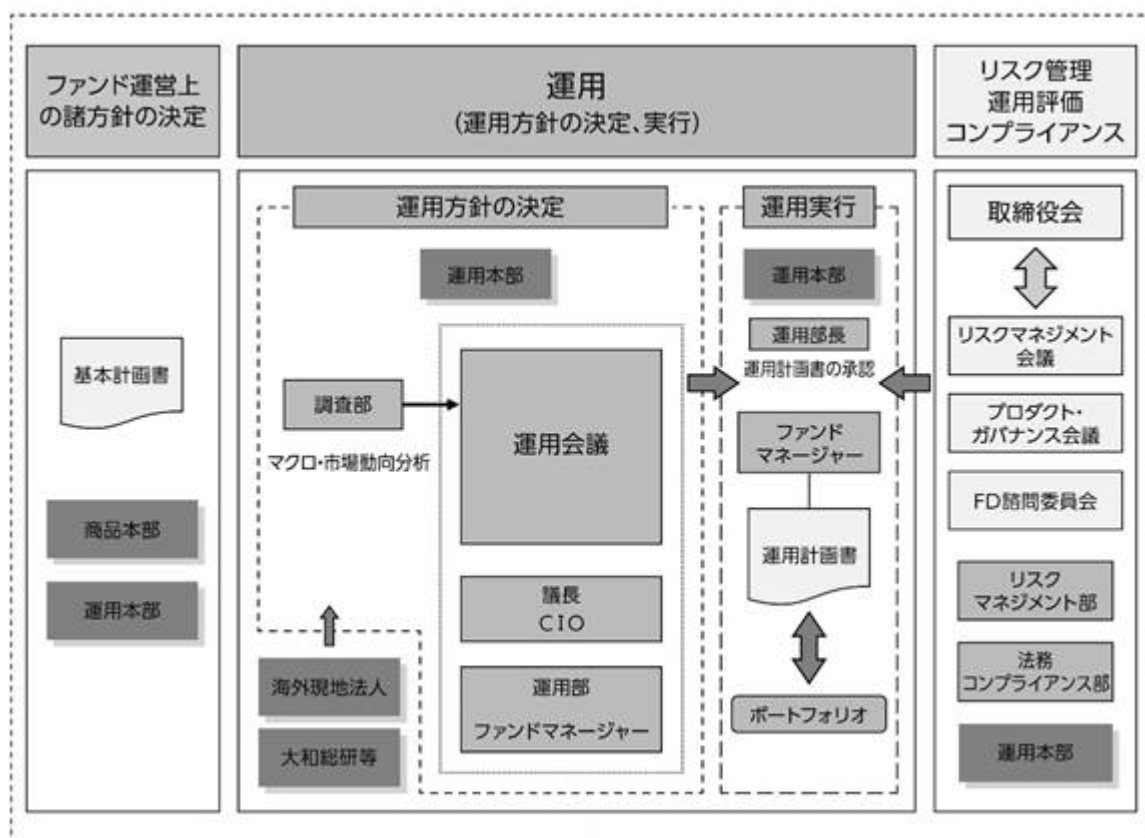 ファンド運営上
の諸方針の決定
運用
(運用方針の決定、実行)
リスク管理
運用評価
コンプライアンス
基本計画書
商品本部
運用本部
運用方針の決定
運用本部
調査部
マクロ・市場動向分析
運用会議
議長
CIO
運用部
ファンドマネージャー
海外現地法人
大和総研等
運用実行
運用本部
運用部長
運用計画書の承認
ファンド
マネージャー
運用計画書
ポートフォリオ
取締役会
リスクマネジメント
会議
プロダクト・
ガバナンス会議
FD諮問委員会
リスク
マネジメント部
法務
コンプライアンス部
運用本部